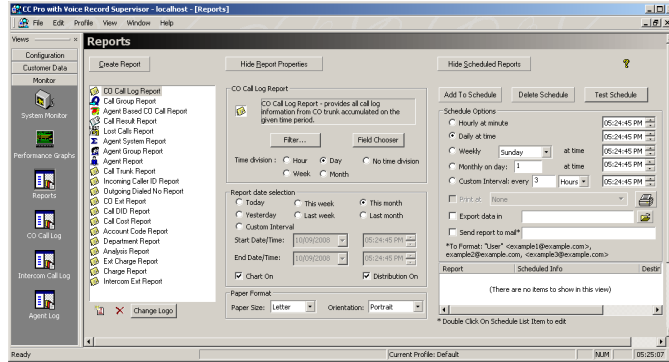 CC Pro with Voice Record Supervisor - localhost - [Reports]
File Edit Profile View Window Help
Views
Reports
Configuration
Customer Data
Monitor
System Monitor
Performance Graphs
Reports
CO Call Log
Intercom Call Log
Agent Log
Create Report
Hide Report Properties
Hide Scheduled Reports
CO Call Log Report
Call Group Report
Agent Based CO Call Report
Call Result Report
Lost Calls Report
Agent System Report
Agent Group Report
Agent Report
Call Trunk Report
Incoming Caller ID Report
Outgoing Dialed No Report
CO Ext Report
Call DID Report
Call Cost Report
Account Code Report
Department Report
Analysis Report
Ext Charge Report
Charge Report
Intercom Ext Report
Change Logo
CO Call Log Report
CO Call Log Report - provides all call
information from CO trunk accumulated on the
given time period.
Filter...
Field Chooser
Time division : Hour Day No time division
Week Month
Report date selection
Today This week This month
Yesterday Last week Last month
Custom Interval
Start Date/Time: 10/09/2008 05:24:45 PM
End Date/Time: 10/09/2008 05:24:45 PM
Chart On Distribution On
Paper Format
Paper Size: Letter Orientation: Portrait
Add To Schedule Delete Schedule Test Schedule
Schedule Options
Hourly at minute 05:24:45 PM
Daily at time 05:24:45 PM
Weekly Sunday at time 05:24:45 PM
Monthly on day: 1 at time 05:24:45 PM
Custom Interval: every 3 Hours 05:24:45 PM
Print at: None
Export data in
Send report to mail*
*To Format: "User" <example1@example.com>,
example2@example.com, <example3@example.com>
Report Scheduled Info Destin
(There are no items to show in this view)
* Double Click On Schedule List Item to edit
Ready
Current Profile: Default
NUM
05:25:07